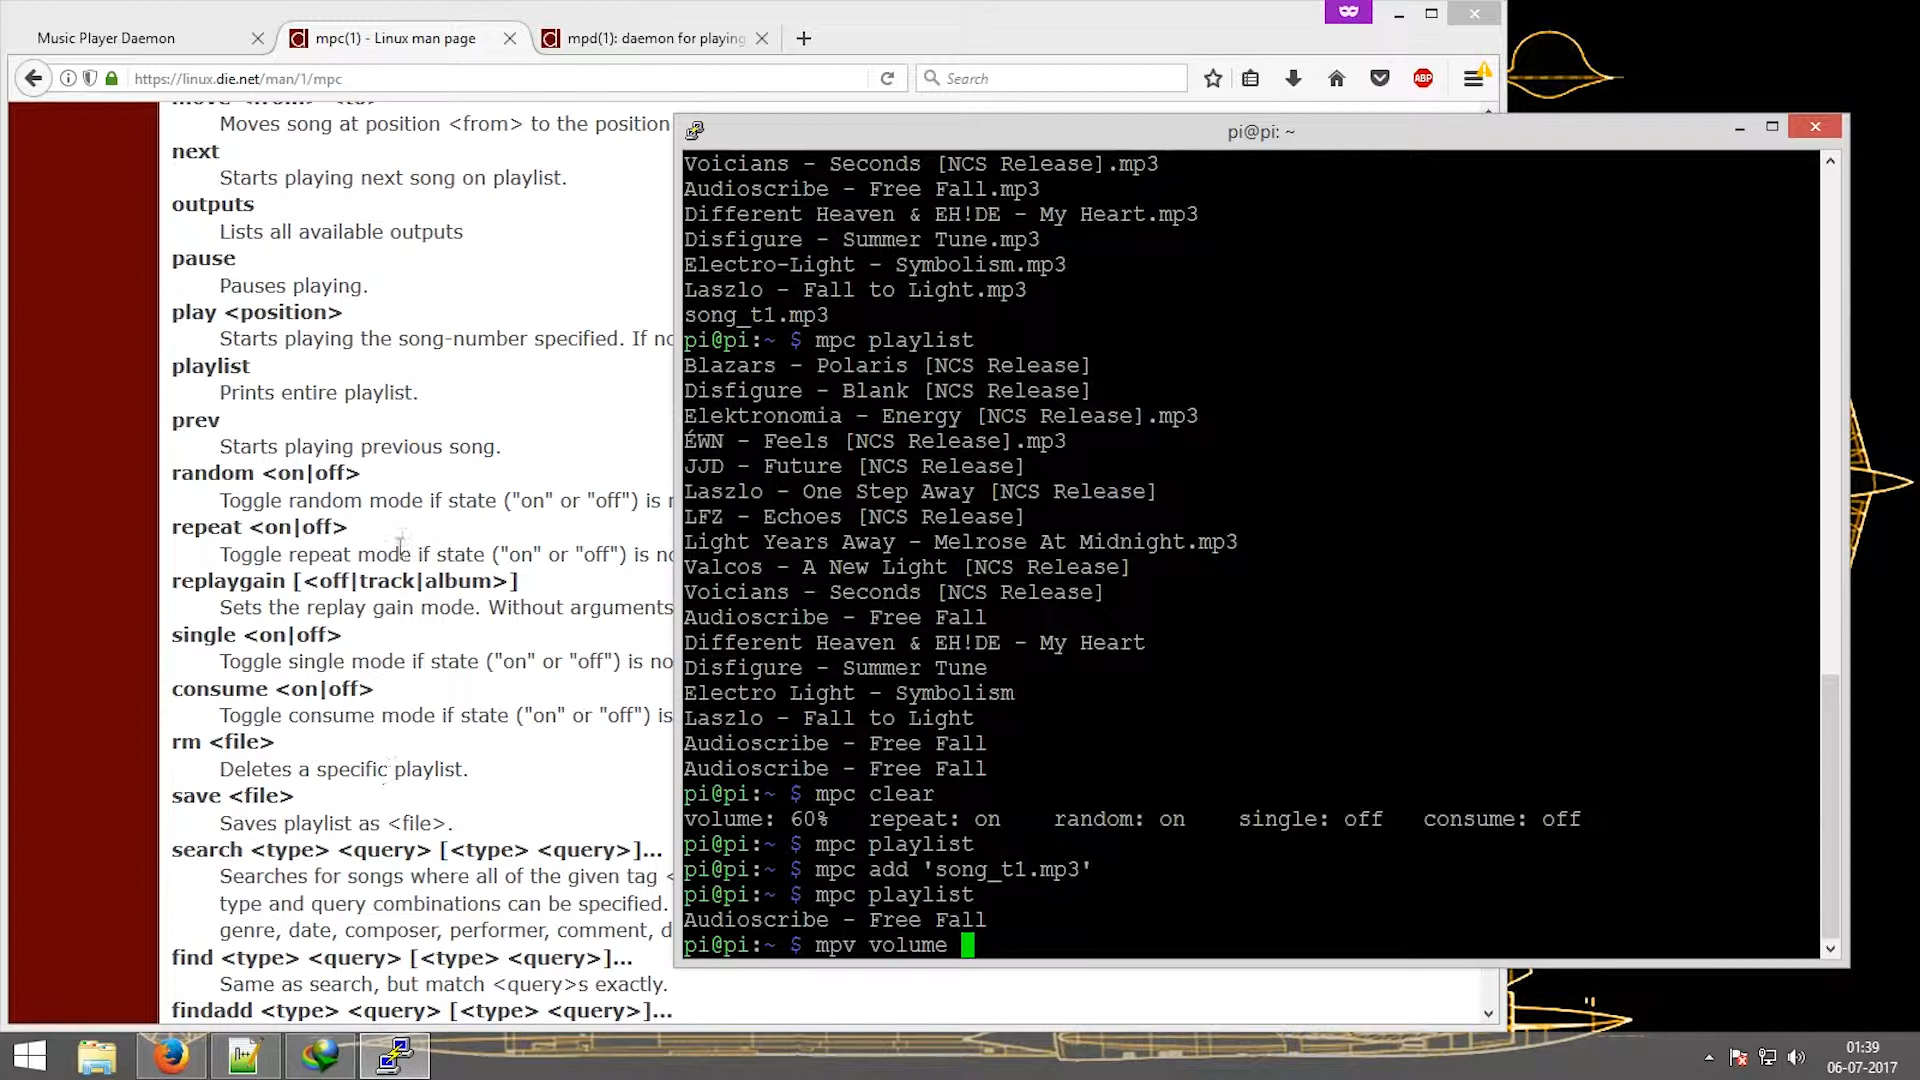 Music Player Daemon
mpc(1) - Linux man page
mpd(1): daemon for playing
https://linux.die.net/man/1/mpc
Search
ABP
Moves song at position <from> to the position
next
Starts playing next song on playlist.
outputs
Lists all available outputs
pause
Pauses playing.
play <position>
Starts playing the song-number specified. If no
playlist
Prints entire playlist.
prev
Starts playing previous song.
random <on|off>
Toggle random mode if state ("on" or "off") is
repeat <on|off>
Toggle repeat mode if state ("on" or "off") is no
replaygain [<off|track|album>]
Sets the replay gain mode. Without arguments
single <on|off>
Toggle single mode if state ("on" or "off") is no
consume <on|off>
Toggle consume mode if state ("on" or "off") is
rm <file>
Deletes a specific playlist.
save <file>
Saves playlist as <file>.
search <type> <query> [<type> <query>]...
Searches for songs where all of the given tag <
type and query combinations can be specified.
genre, date, composer, performer, comment, d
find <type> <query> [<type> <query>]...
Same as search, but match <query>s exactly.
findadd <type> <query> [<type> <query>]...
pi@pi: ~
Voicians - Seconds [NCS Release].mp3
Audioscribe - Free Fall.mp3
Different Heaven & EH!DE - My Heart.mp3
Disfigure - Summer Tune.mp3
Electro-Light - Symbolism.mp3
Laszlo - Fall to Light.mp3
song_t1.mp3
pi@pi:~ $ mpc playlist
Blazars - Polaris [NCS Release]
Disfigure - Blank [NCS Release]
Elektronomia - Energy [NCS Release].mp3
ÉWN - Feels [NCS Release].mp3
JJD - Future [NCS Release]
Laszlo - One Step Away [NCS Release]
LFZ - Echoes [NCS Release]
Light Years Away - Melrose At Midnight.mp3
Valcos - A New Light [NCS Release]
Voicians - Seconds [NCS Release]
Audioscribe - Free Fall
Different Heaven & EH!DE - My Heart
Disfigure - Summer Tune
Electro Light - Symbolism
Laszlo - Fall to Light
Audioscribe - Free Fall
Audioscribe - Free Fall
pi@pi:~ $ mpc clear
volume: 60% repeat: on random: on single: off consume: off
pi@pi:~ $ mpc playlist
pi@pi:~ $ mpc add 'song_t1.mp3'
pi@pi:~ $ mpc playlist
Audioscribe - Free Fall
pi@pi:~ $ mpv volume
01:39
06-07-2017